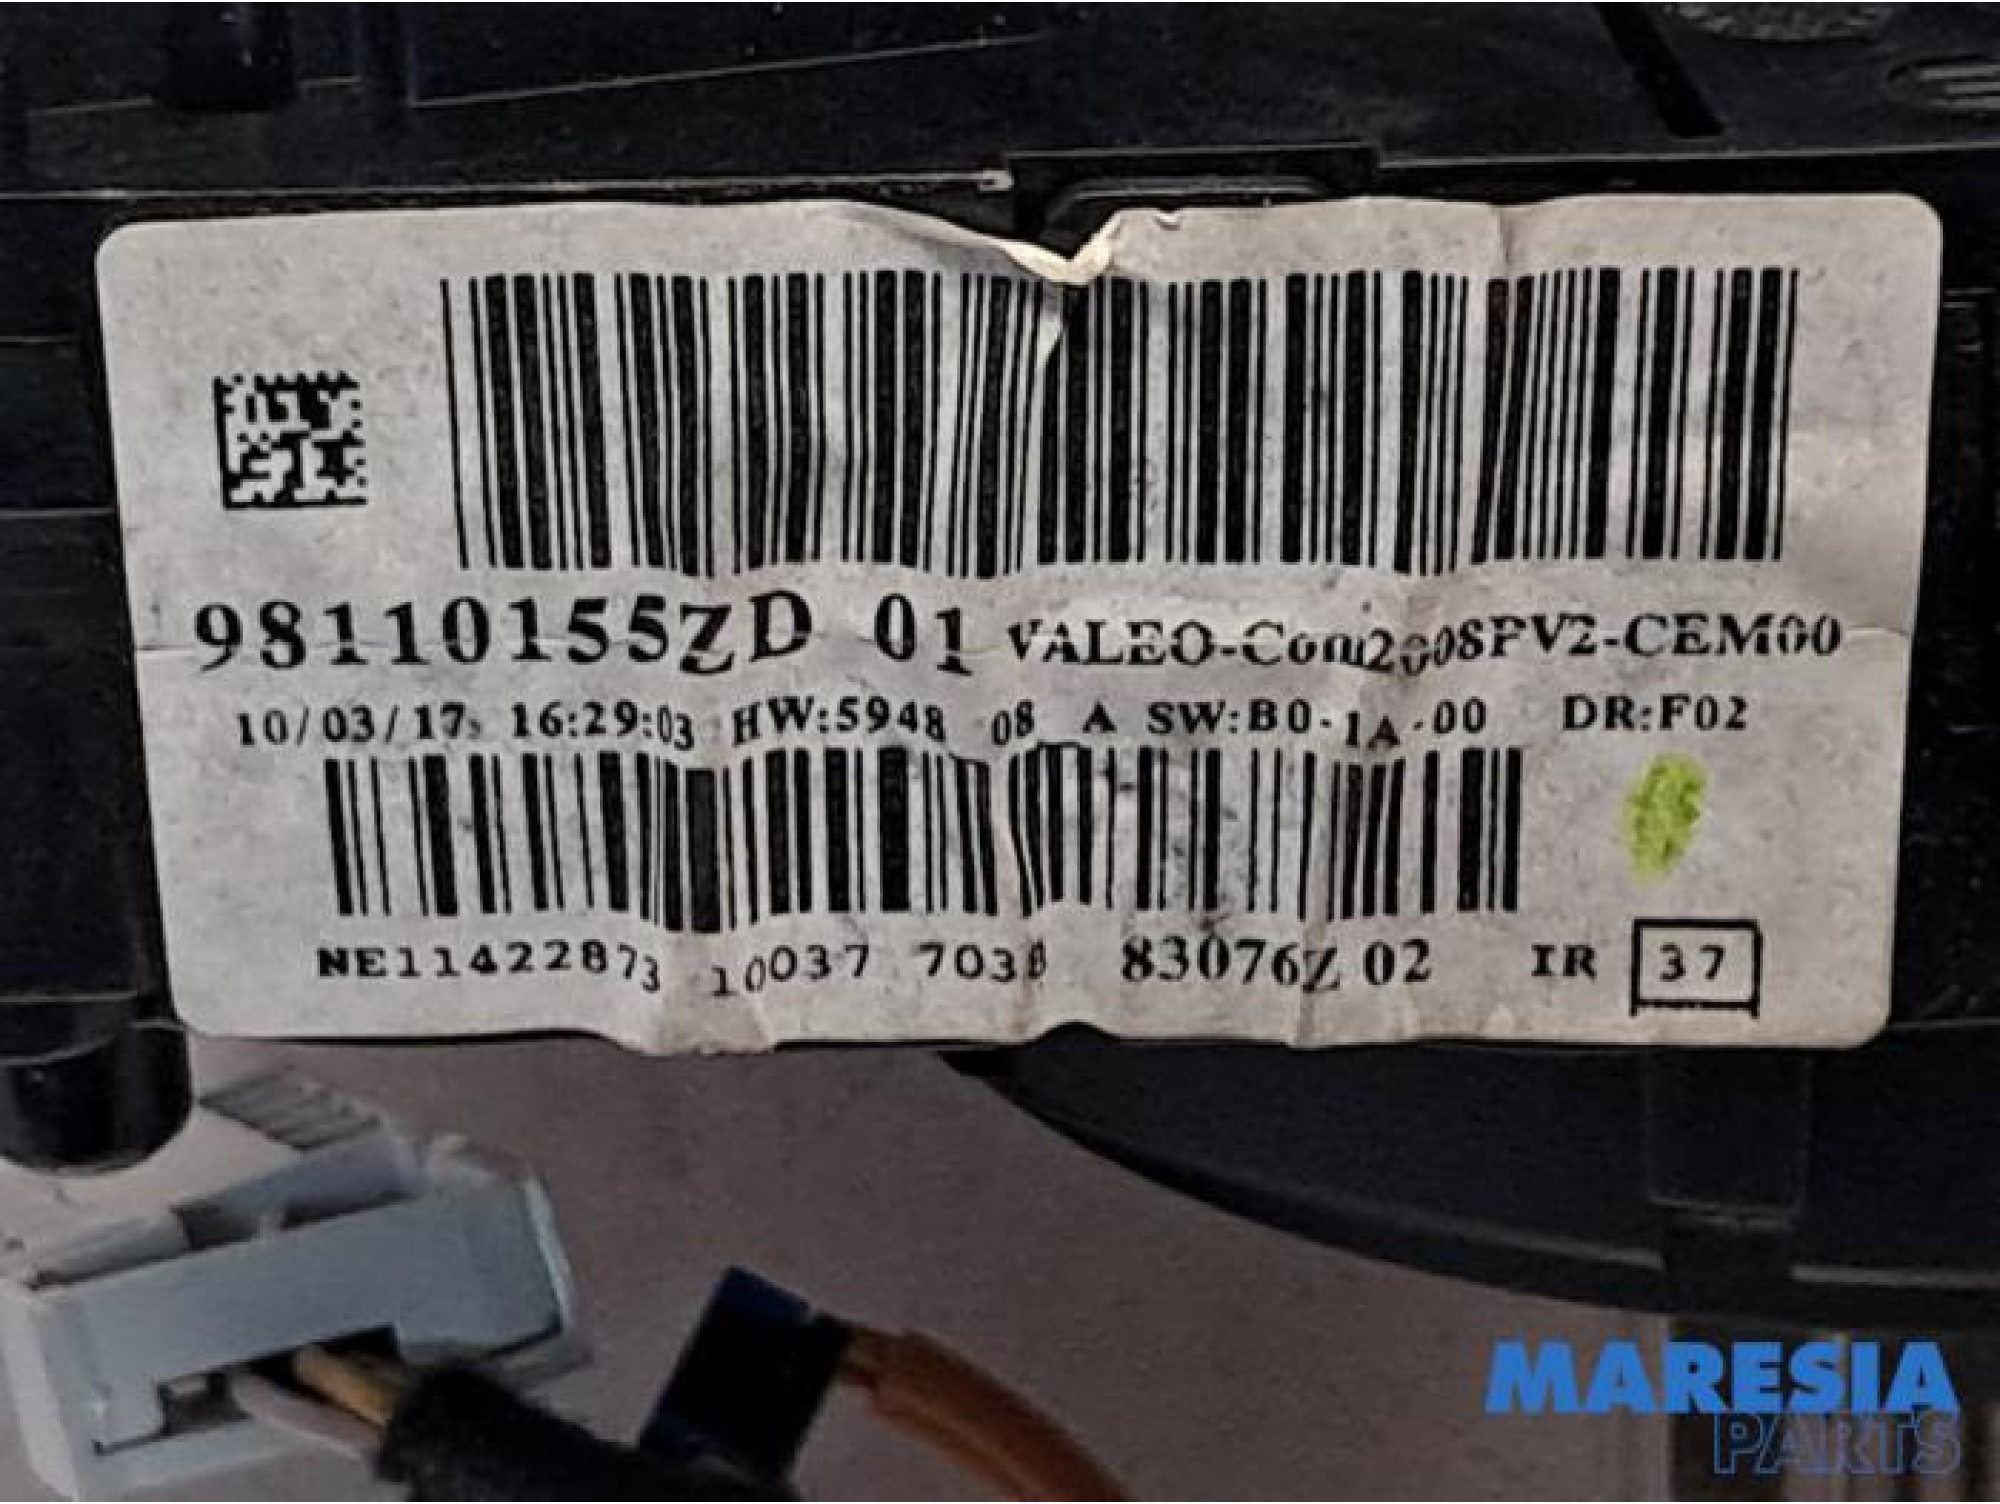 98110155ZD 01 VALEO-Com2008PV2-CEM00
10/03/17 16:29:03 HW:5948 08 A SW:B0-1A-00 DR:F02
NE11422873 10037 7038 83076Z 02 IR 37
MARESIA
PARTS